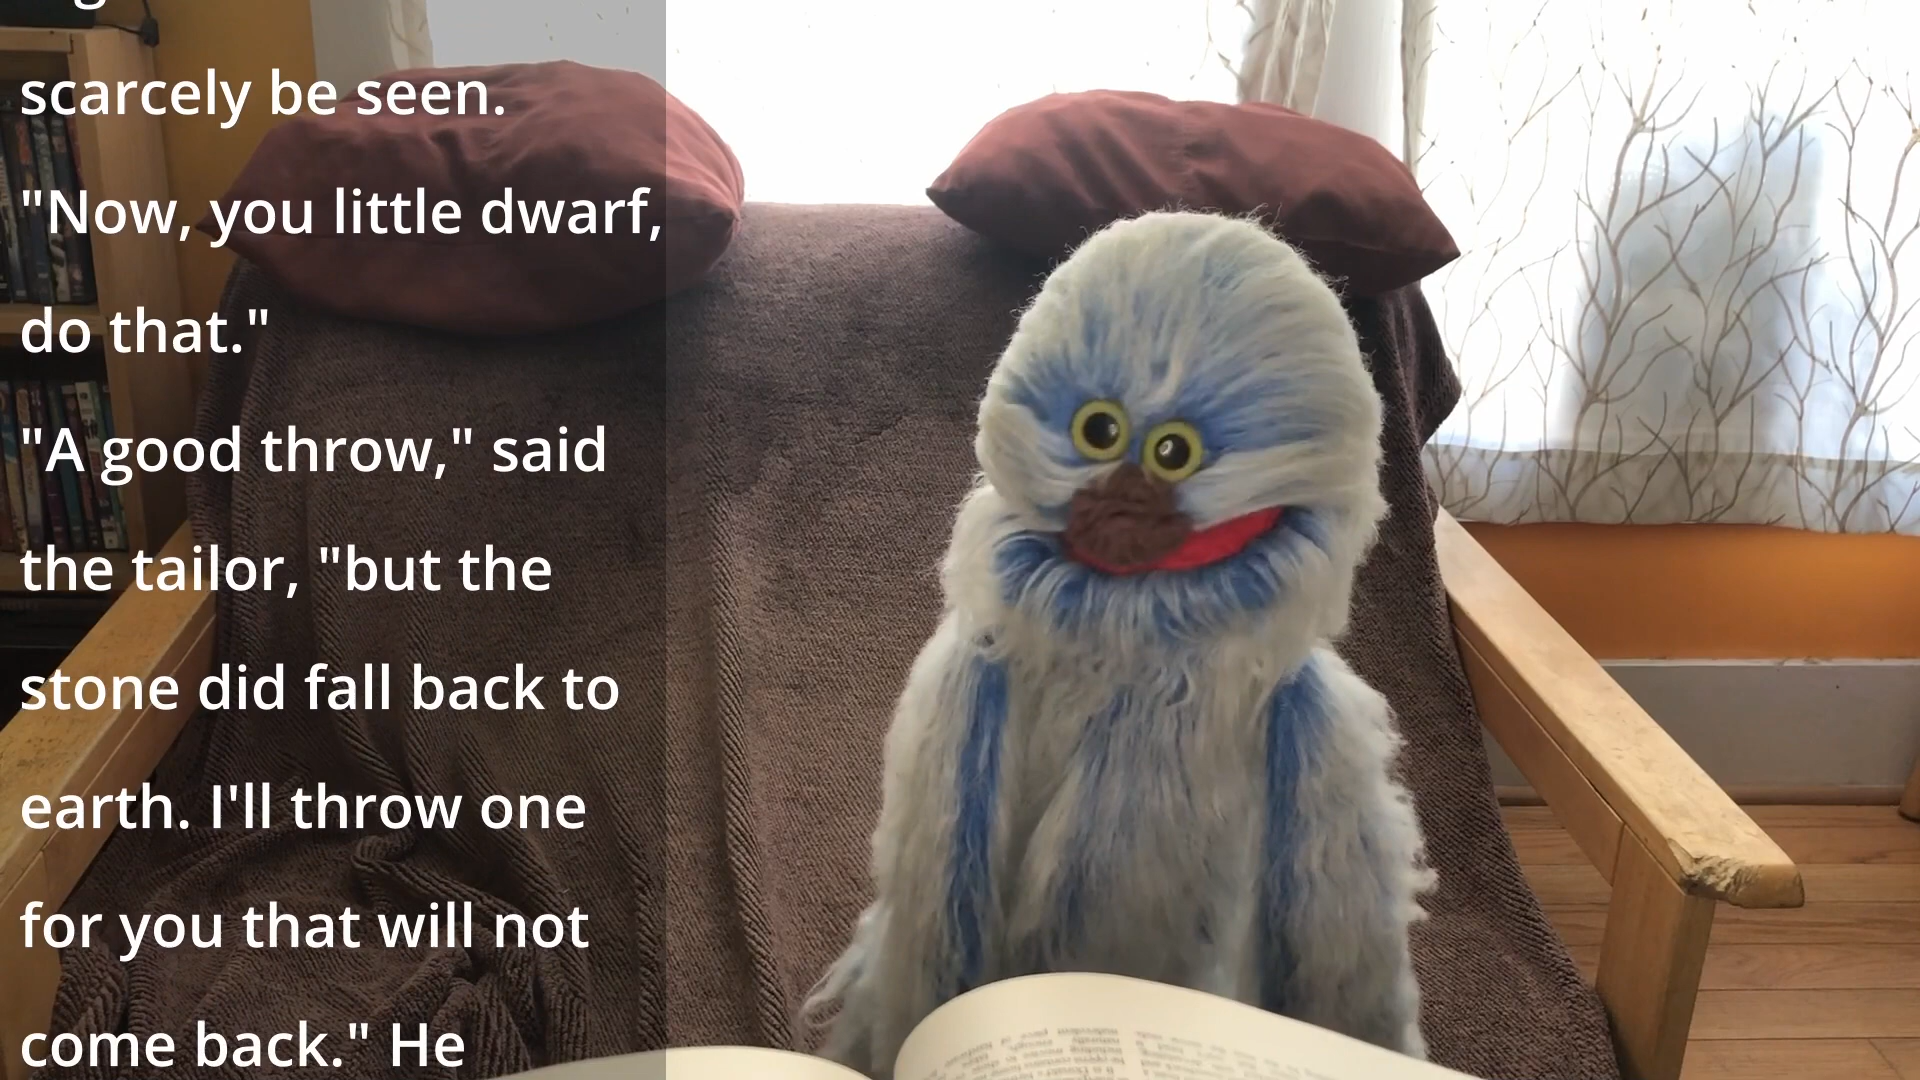 scarcely be seen.
"Now, you little dwarf,
do that."
"A good throw," said
the tailor, "but the
stone did fall back to
earth. I'll throw one
for you that will not
come back." He